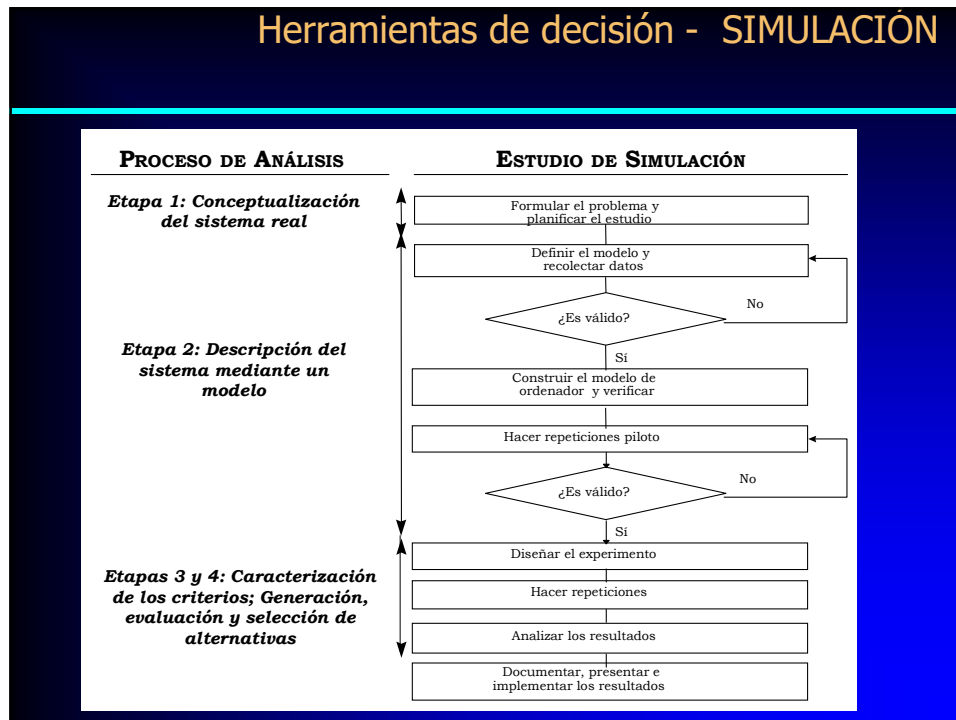 Herramientas de decisión - SIMULACIÓN
PROCESO DE ANÁLISIS
ESTUDIO DE SIMULACIÓN
Etapa 1: Conceptualización
del sistema real
Formular el problema y
planificar el estudio
Definir el modelo y
recolectar datos
¿Es válido?
No
Sí
Etapa 2: Descripción del
sistema mediante un
modelo
Construir el modelo de
ordenador y verificar
Hacer repeticiones piloto
¿Es válido?
No
Sí
Diseñar el experimento
Etapas 3 y 4: Caracterización
de los criterios; Generación,
evaluación y selección de
alternativas
Hacer repeticiones
Analizar los resultados
Documentar, presentar e
implementar los resultados